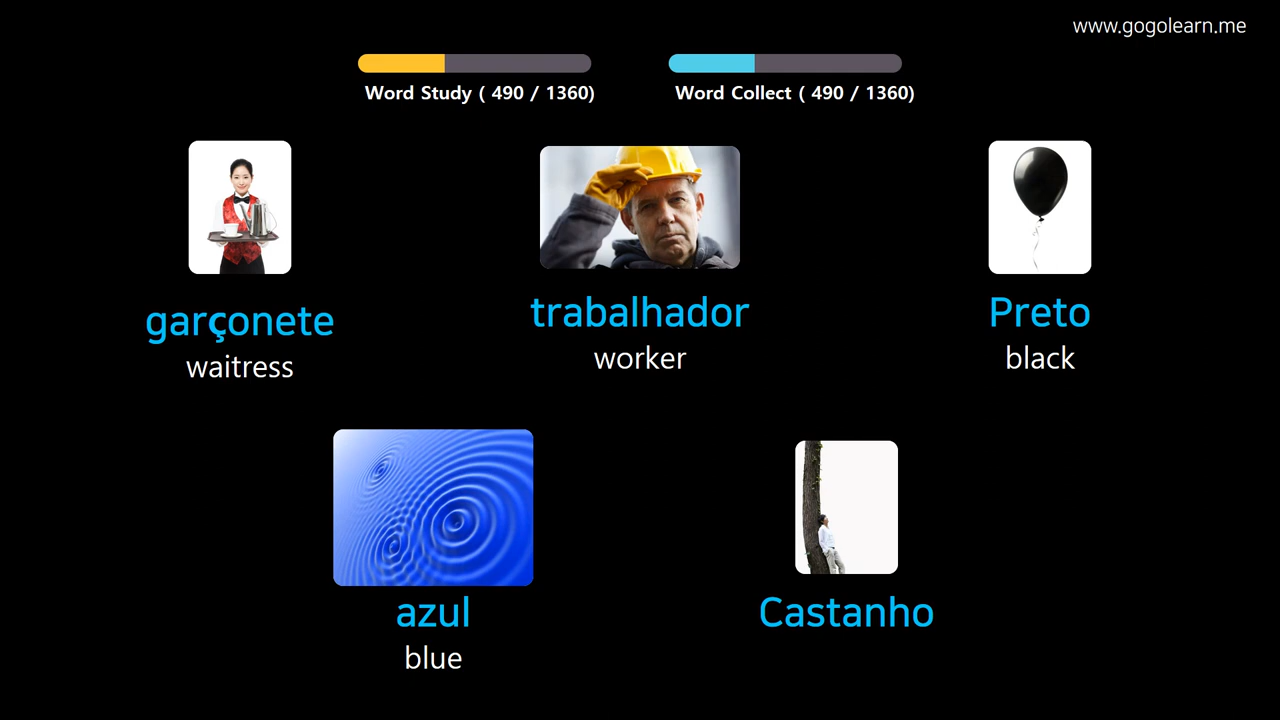 www.gogolearn.me
Word Study ( 490 / 1360)
Word Collect ( 490 / 1360)
garçonete
waitress
trabalhador
worker
Preto
black
azul
blue
Castanho